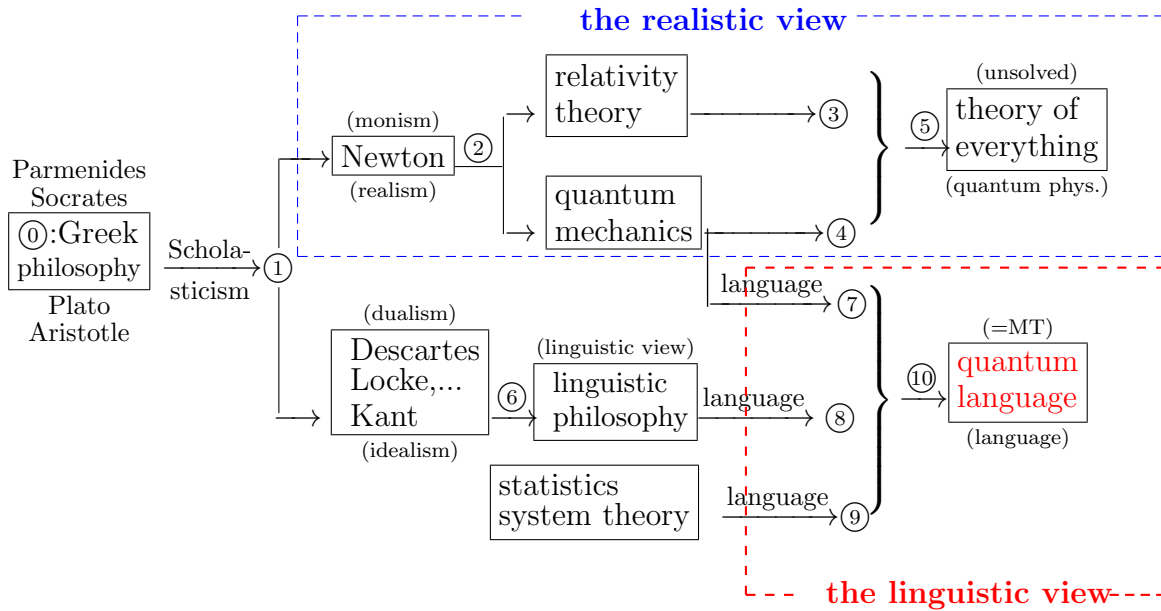 the realistic view
Parmenides
Socrates
⓪:Greek
philosophy
Plato
Aristotle
Schola-
sticism
①
(monism)
Newton
(realism)
②
relativity
theory
③
quantum
mechanics
④
⑤
(unsolved)
theory of
everything
(quantum phys.)
(dualism)
Descartes
Locke,...
Kant
(idealism)
⑥
(linguistic view)
linguistic
philosophy
language
⑦
language
⑧
statistics
system theory
language
⑨
⑩
(=MT)
quantum
language
(language)
the linguistic view